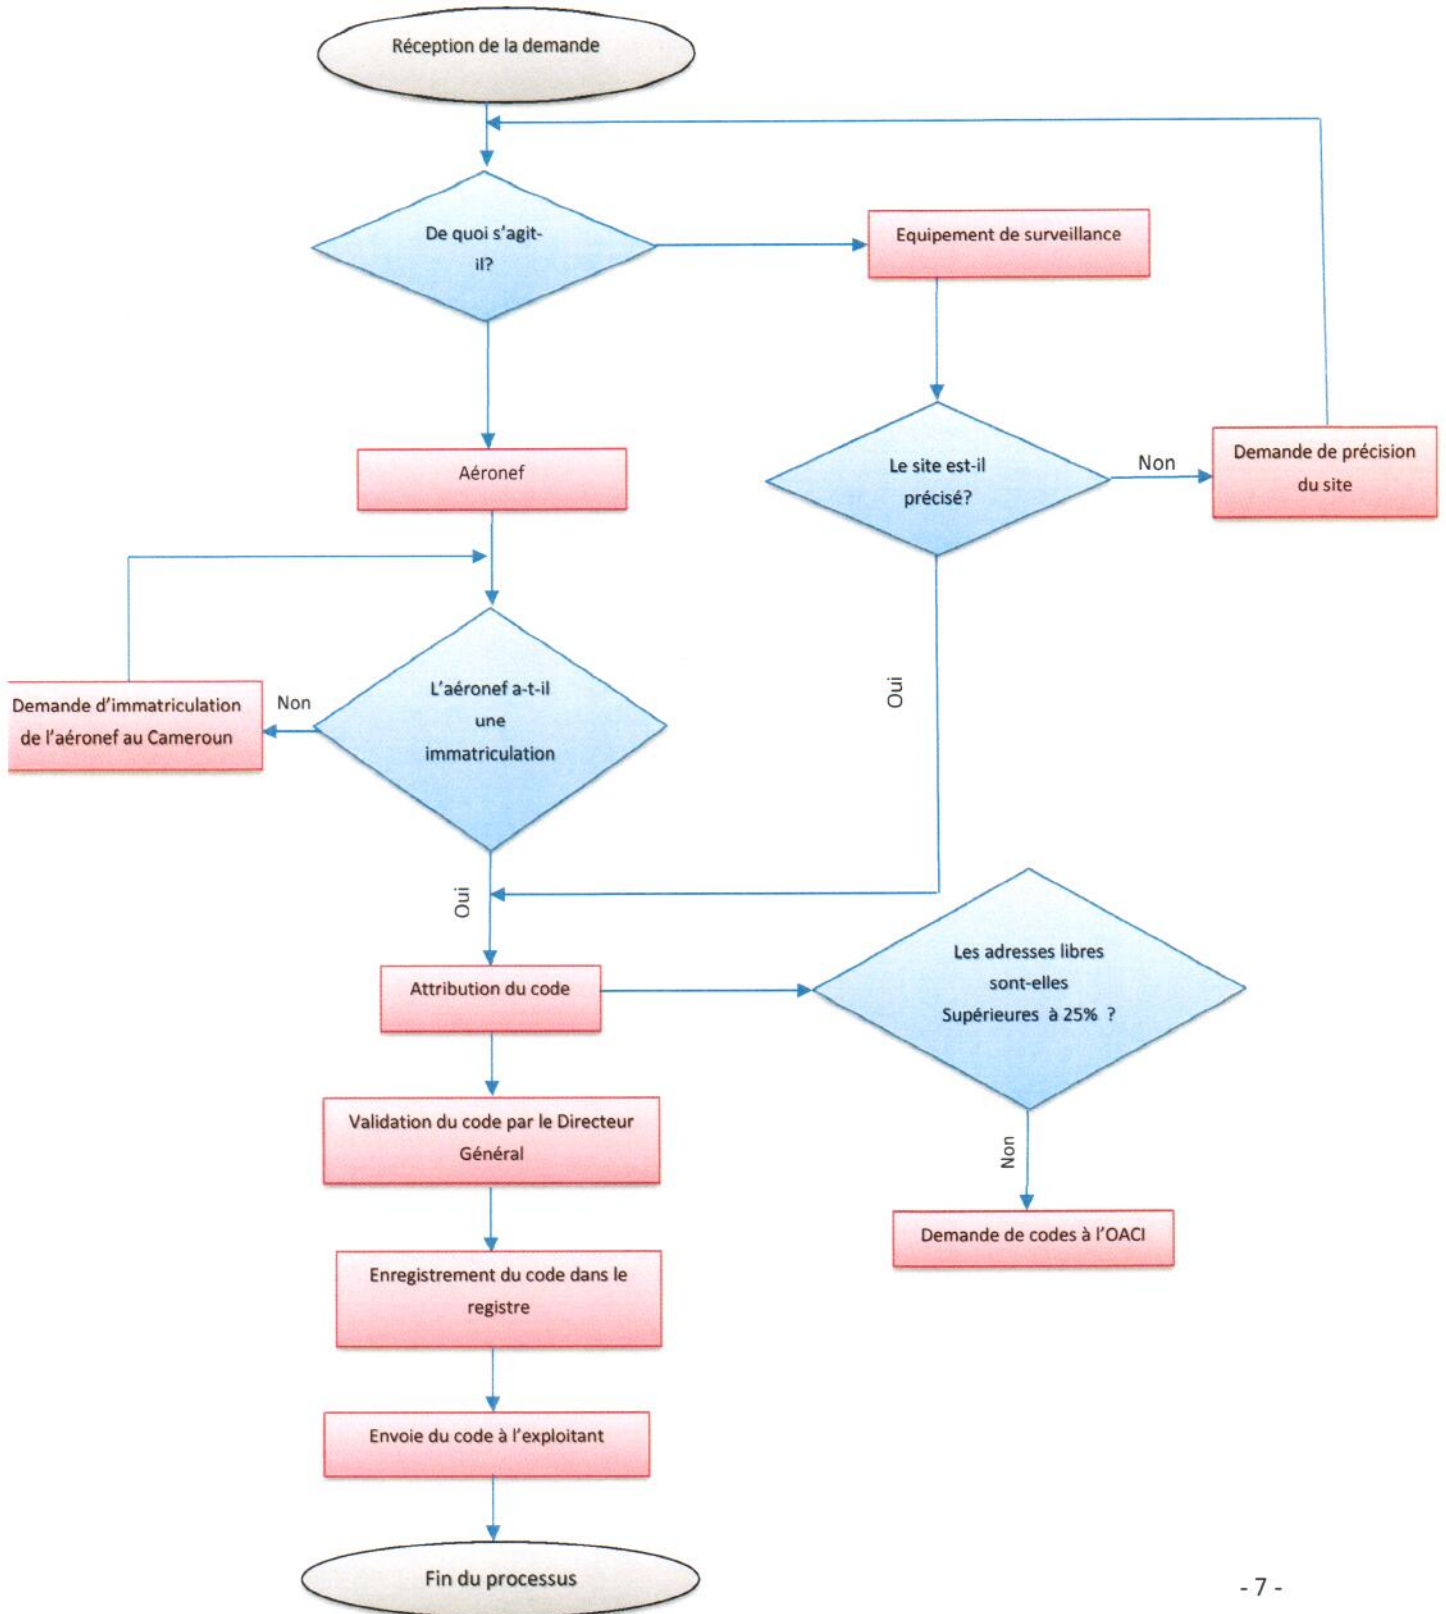 Réception de la demande
De quoi s'agit-
il?
Equipement de surveillance
Aéronef
Le site est-il
précisé?
Non
Demande de précision
du site
Demande d'immatriculation
de l'aéronef au Cameroun
Non
L'aéronef a-t-il
une
immatriculation
Oui
Oui
Attribution du code
Les adresses libres
sont-elles
Supérieures à 25% ?
Validation du code par le Directeur
Général
Non
Demande de codes à l'OACI
Enregistrement du code dans le
registre
Envoie du code à l'exploitant
Fin du processus
- 7 -